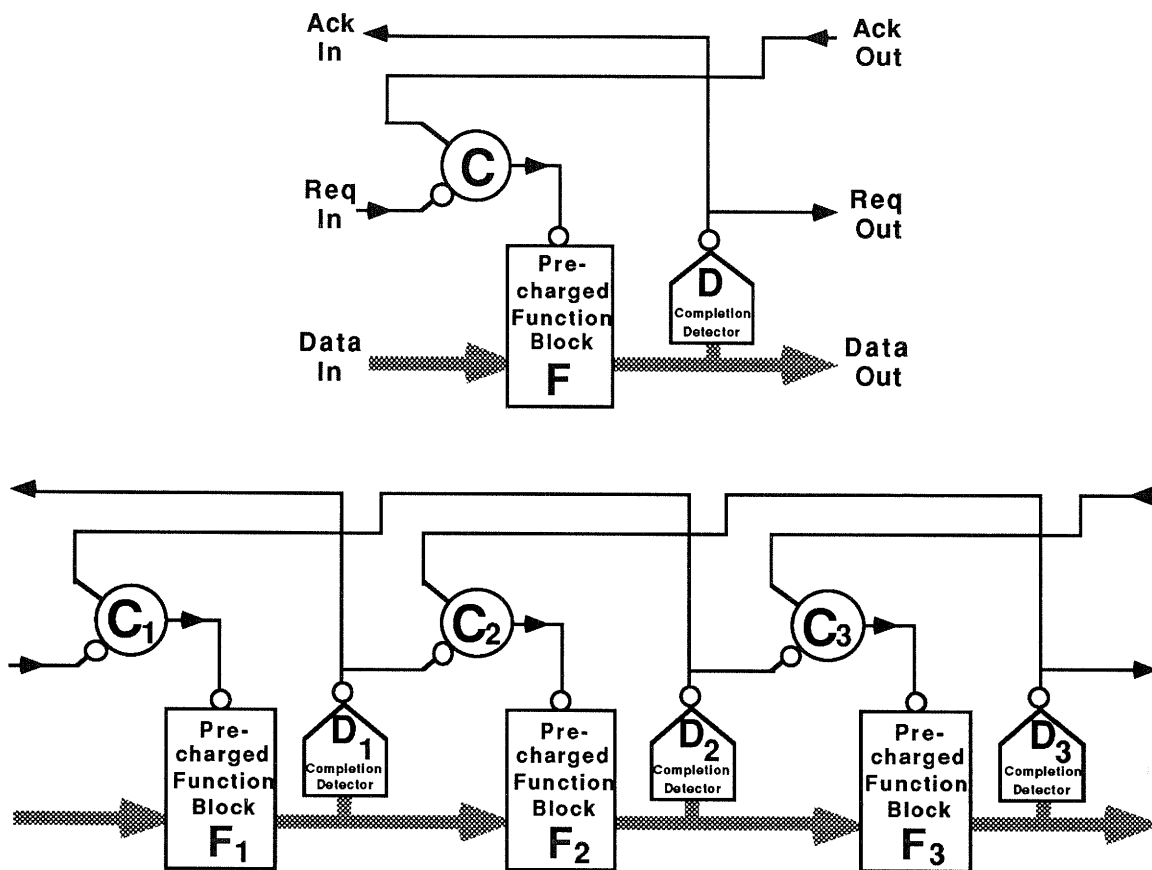 Ack
In
Ack
Out
C
Req
In
Req
Out
Pre-
charged
Function
Block
F
D
Completion
Detector
Data
In
Data
Out
C1
C2
C3
Pre-
charged
Function
Block
F1
D1
Completion
Detector
Pre-
charged
Function
Block
F2
D2
Completion
Detector
Pre-
charged
Function
Block
F3
D3
Completion
Detector